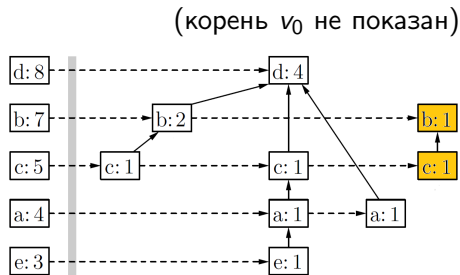 (корень v₀ не показан)
d: 8 d: 4
b: 7 b: 2 b: 1
c: 5 c: 1 c: 1 c: 1
a: 4 a: 1 a: 1
e: 3 e: 1